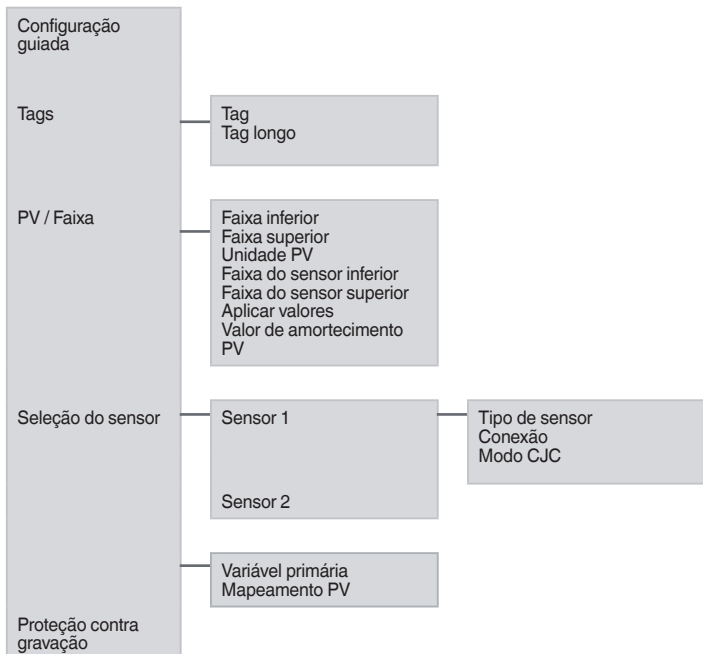 Configuração
guiada
Tags
Tag
Tag longo
PV / Faixa
Faixa inferior
Faixa superior
Unidade PV
Faixa do sensor inferior
Faixa do sensor superior
Aplicar valores
Valor de amortecimento
PV
Seleção do sensor
Sensor 1
Tipo de sensor
Conexão
Modo CJC
Sensor 2
Variável primária
Mapeamento PV
Proteção contra
gravação